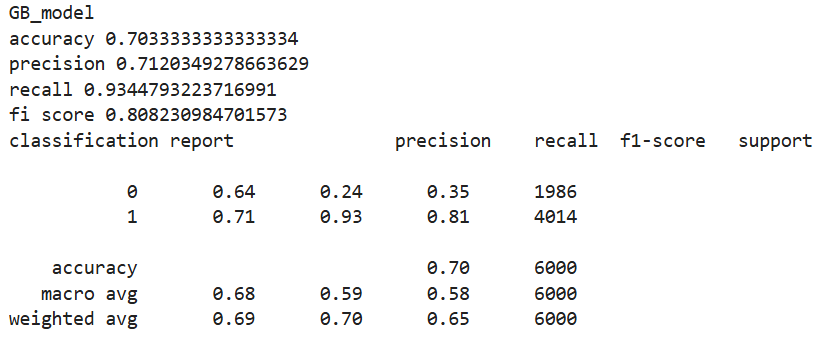 GB_model
accuracy 0.7033333333333334
precision 0.7120349278663629
recall 0.9344793223716991
fi score 0.808230984701573
classification report precision recall f1-score support
0 0.64 0.24 0.35 1986
1 0.71 0.93 0.81 4014
accuracy 0.70 6000
macro avg 0.68 0.59 0.58 6000
weighted avg 0.69 0.70 0.65 6000